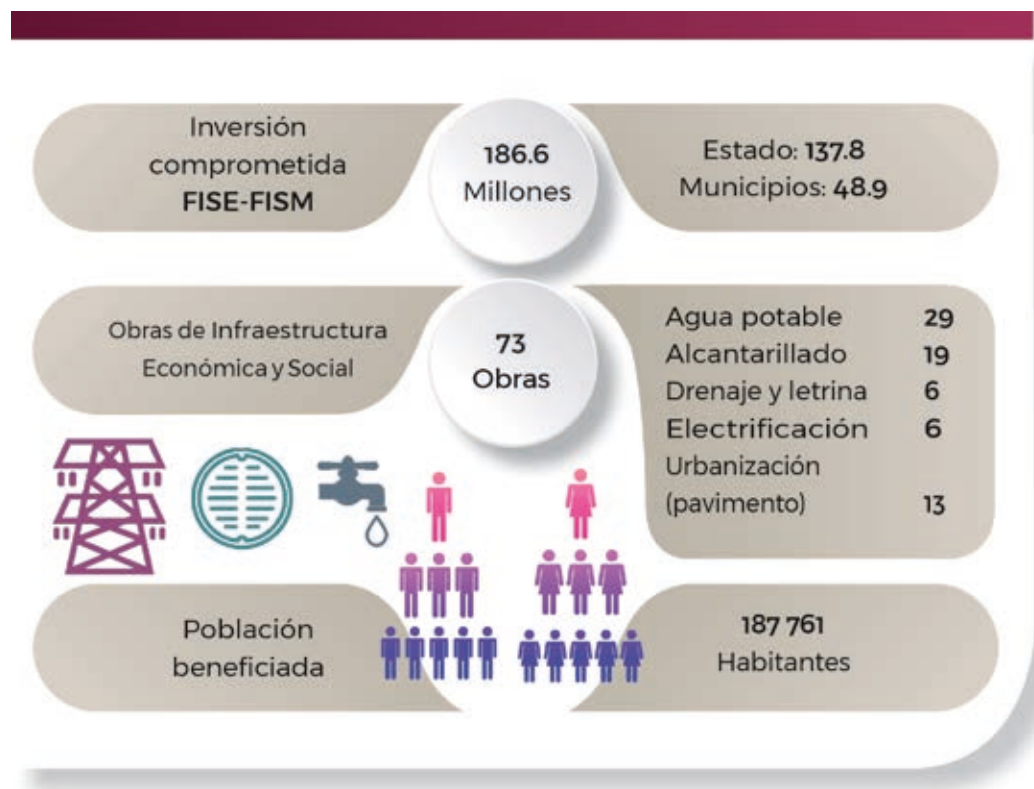 Inversión
comprometida
FISE-FISM
186.6
Millones
Estado: 137.8
Municipios: 48.9
Obras de Infraestructura
Económica y Social
73
Obras
Agua potable 29
Alcantarillado 19
Drenaje y letrina 6
Electrificación 6
Urbanización
(pavimento) 13
Población
beneficiada
187 761
Habitantes